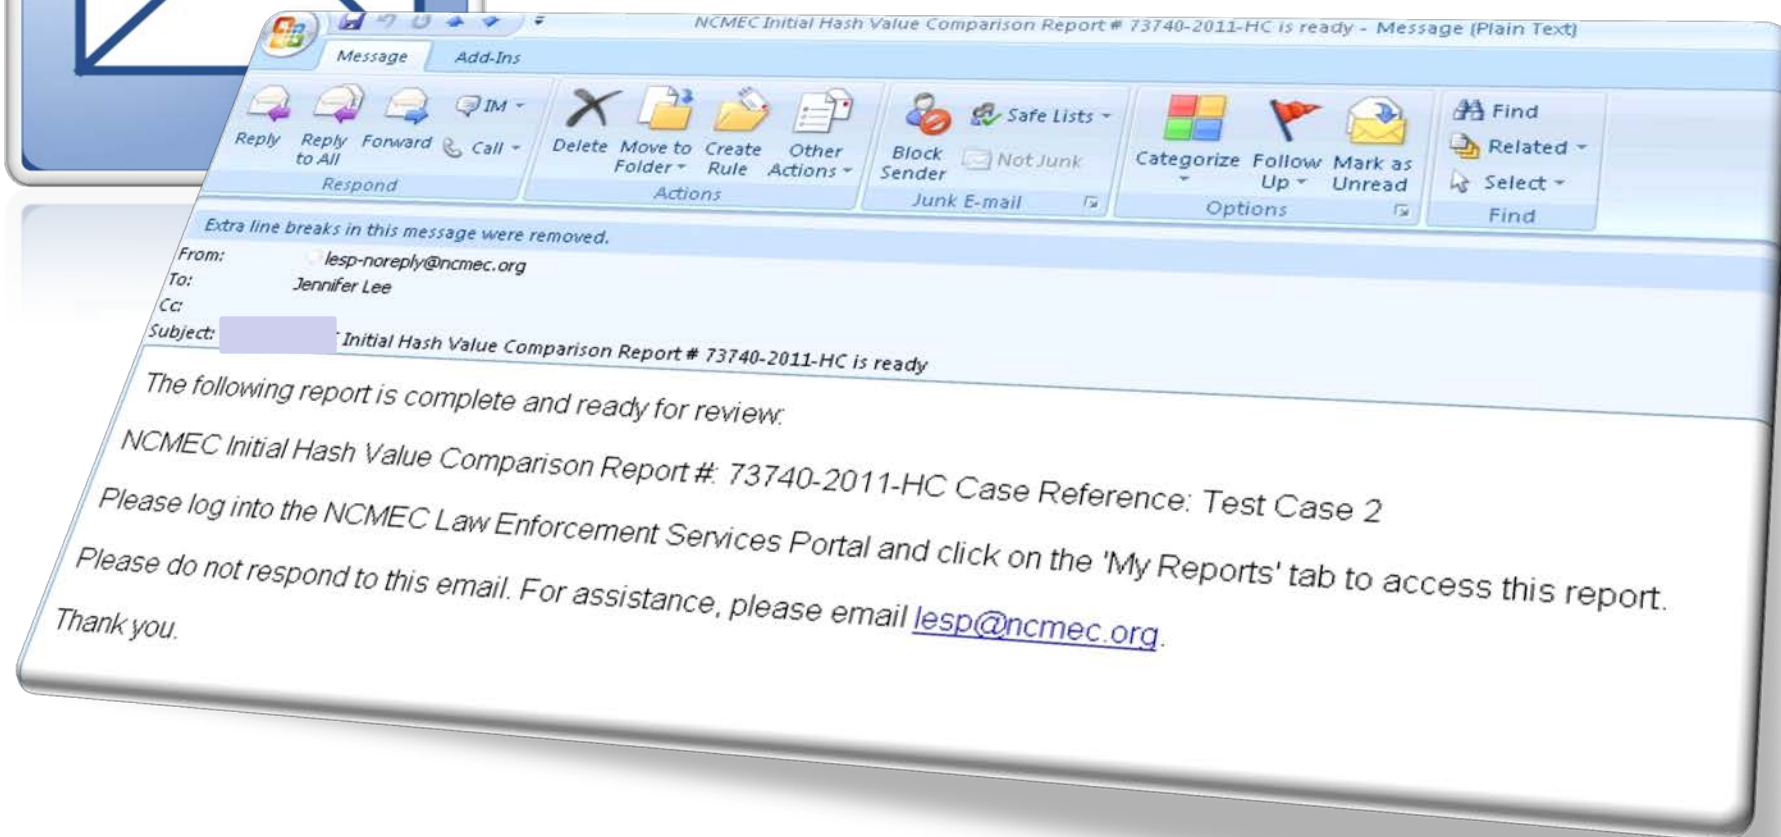 NCMEC Initial Hash Value Comparison Report # 73740-2011-HC is ready - Message (Plain Text)
Message Add-Ins
Reply
Reply to All
Forward
IM
Call
Respond
Delete
Move to Folder
Create Rule
Other Actions
Actions
Block Sender
Safe Lists
Not Junk
Junk E-mail
Categorize
Follow Up
Mark as Unread
Options
Find
Related
Select
Find
Extra line breaks in this message were removed.
From: lesp-noreply@ncmec.org
To: Jennifer Lee
Cc:
Subject: Initial Hash Value Comparison Report # 73740-2011-HC is ready
The following report is complete and ready for review:
NCMEC Initial Hash Value Comparison Report #: 73740-2011-HC Case Reference: Test Case 2
Please log into the NCMEC Law Enforcement Services Portal and click on the 'My Reports' tab to access this report.
Please do not respond to this email. For assistance, please email lesp@ncmec.org.
Thank you.